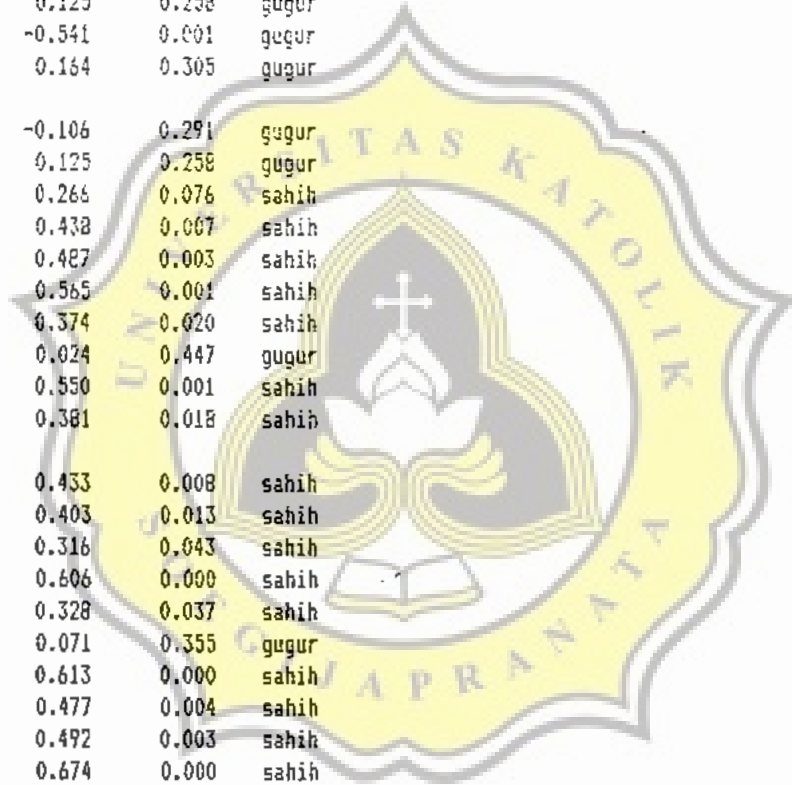 0.125 0.258 gugur
-0.541 0.001 gugur
0.164 0.305 gugur
-0.106 0.291 gugur
0.125 0.258 gugur
0.266 0.076 sahih
0.438 0.007 sahih
0.487 0.003 sahih
0.565 0.001 sahih
0.374 0.020 sahih
0.024 0.447 gugur
0.550 0.001 sahih
0.381 0.018 sahih
0.433 0.008 sahih
0.403 0.013 sahih
0.316 0.043 sahih
0.606 0.000 sahih
0.328 0.037 sahih
0.071 0.355 gugur
0.613 0.000 sahih
0.477 0.004 sahih
0.492 0.003 sahih
0.674 0.000 sahih
UNIVERSITAS KATOLIK
SOEGIJAPRANATA